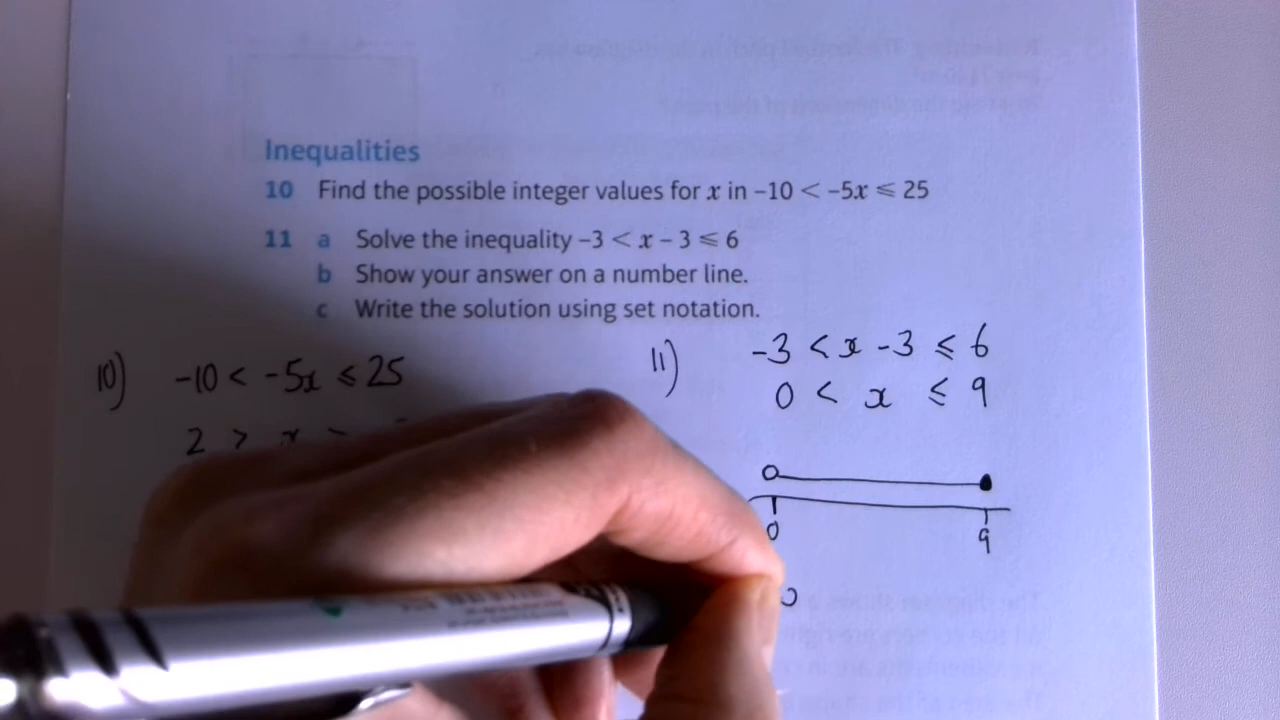 Inequalities
10 Find the possible integer values for x in −10 < −5x ⩽ 25
11 a Solve the inequality −3 < x − 3 ⩽ 6
b Show your answer on a number line.
c Write the solution using set notation.
10) -10 < -5x ⩽ 25
2 > x
11) -3 < x - 3 ⩽ 6
0 < x ⩽ 9
0 9